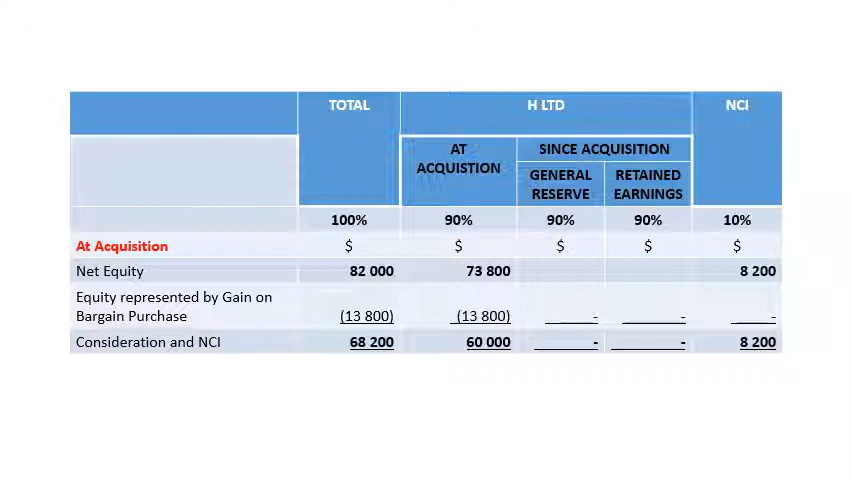 TOTAL H LTD NCI
AT ACQUISTION SINCE ACQUISITION
GENERAL RESERVE RETAINED EARNINGS
100% 90% 90% 90% 10%
At Acquisition $ $ $ $ $
Net Equity 82 000 73 800 8 200
Equity represented by Gain on
Bargain Purchase (13 800) (13 800) - - -
Consideration and NCI 68 200 60 000 - - 8 200